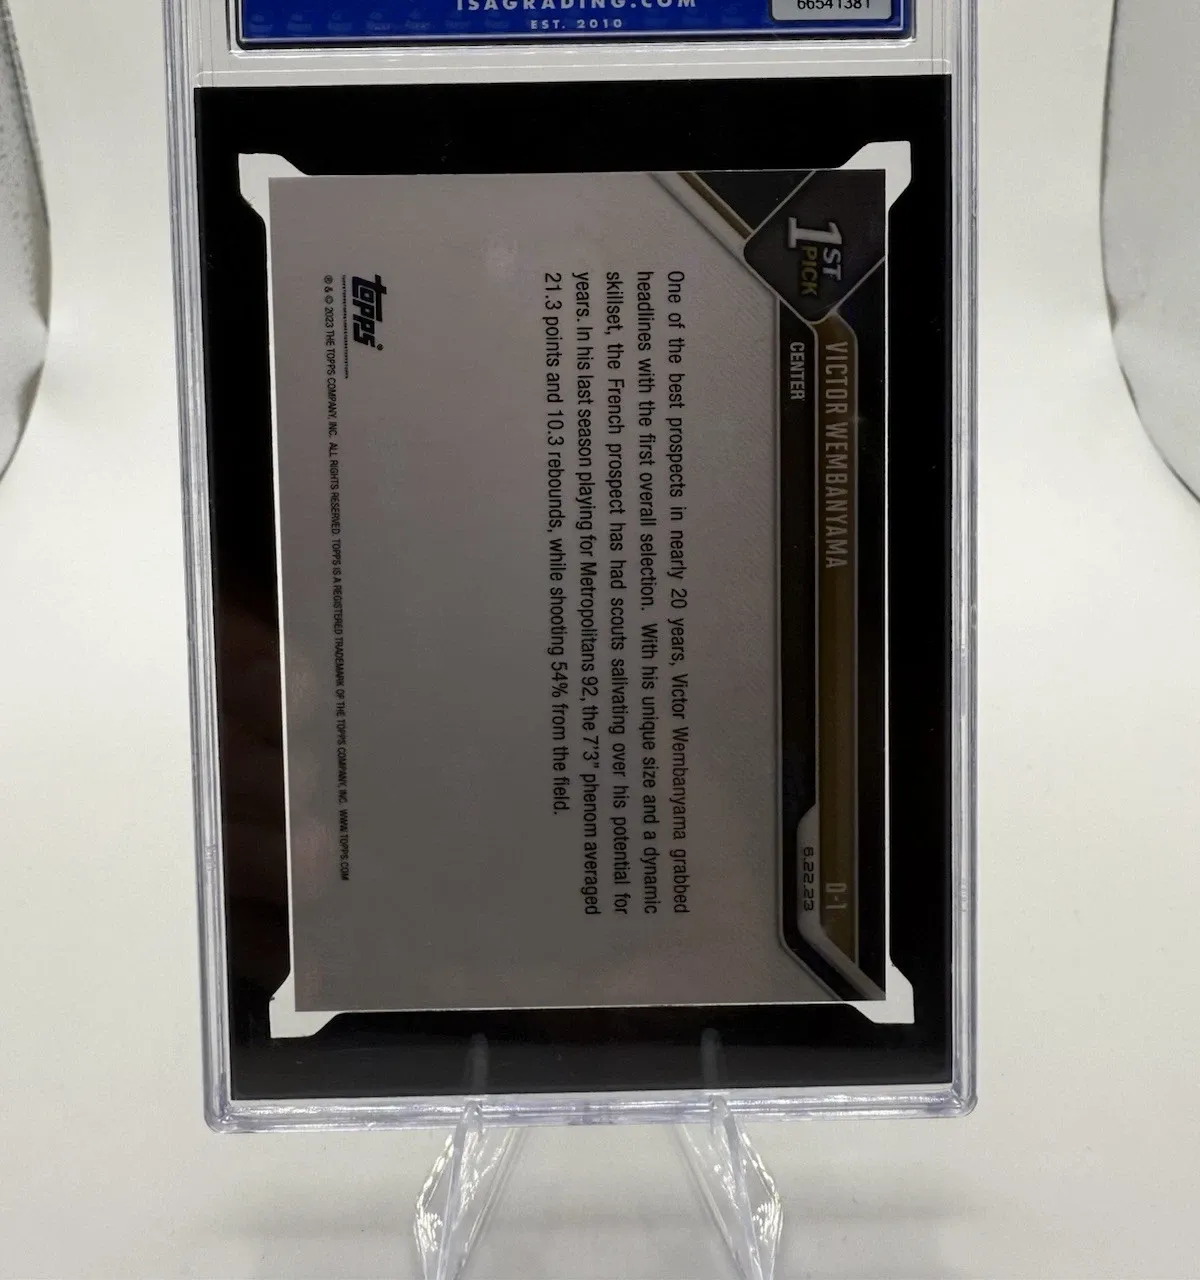 ISAGRADING.COM
EST. 2010
66541381
1ST
PICK
VICTOR WEMBANYAMA
D-1
CENTER
6.22.23
One of the best prospects in nearly 20 years, Victor Wembanyama grabbed
headlines with the first overall selection. With his unique size and a dynamic
skillset, the French prospect has had scouts salivating over his potential for
years. In his last season playing for Metropolitans 92, the 7'3" phenom averaged
21.3 points and 10.3 rebounds, while shooting 54% from the field.
topps®
® & © 2023 THE TOPPS COMPANY, INC. ALL RIGHTS RESERVED. TOPPS IS A REGISTERED TRADEMARK OF THE TOPPS COMPANY, INC. WWW.TOPPS.COM